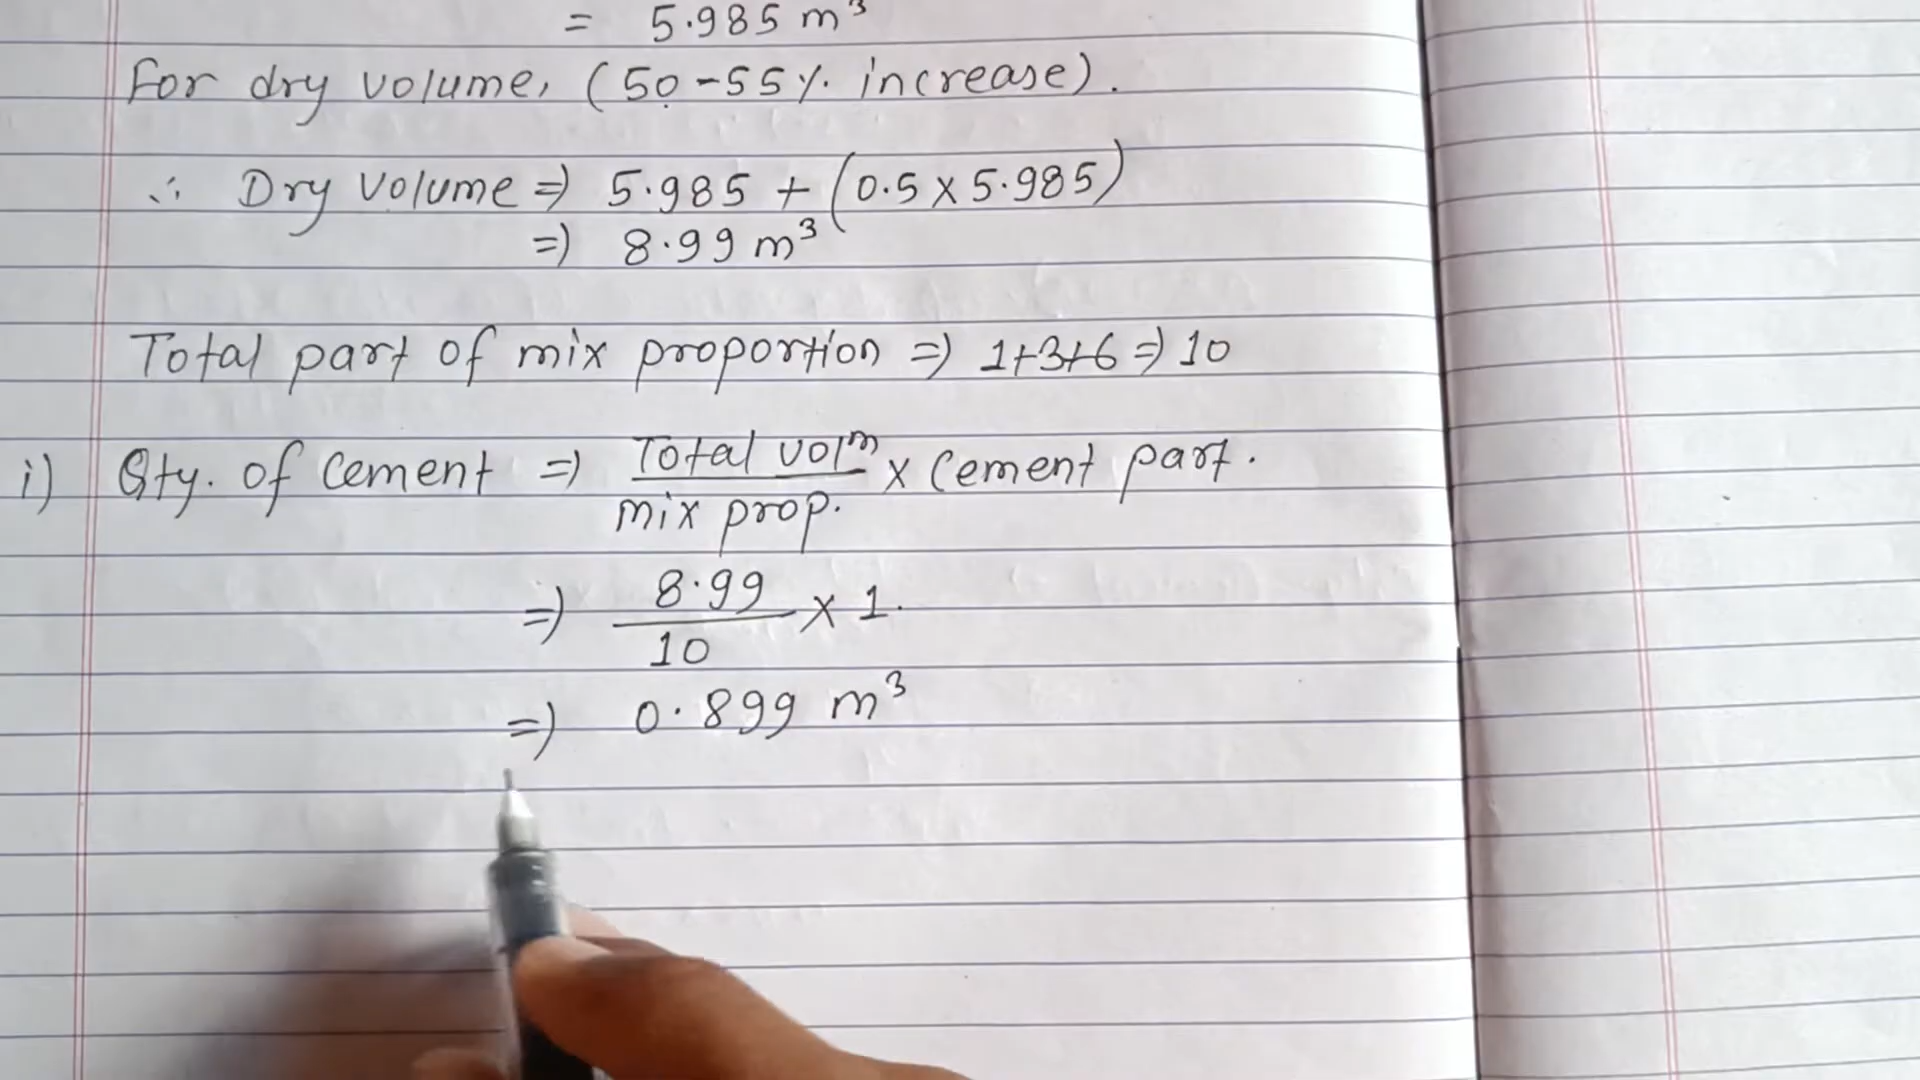 = 5.985 m³
For dry volume, (50-55% increase).
∴ Dry volume ⇒ 5.985 + (0.5 x 5.985)
⇒ 8.99 m³
Total part of mix proportion ⇒ 1+3+6 ⇒ 10
i) Qty. of cement ⇒ Total volᵐ / mix prop. x cement part.
⇒ 8.99 / 10 x 1.
⇒ 0.899 m³